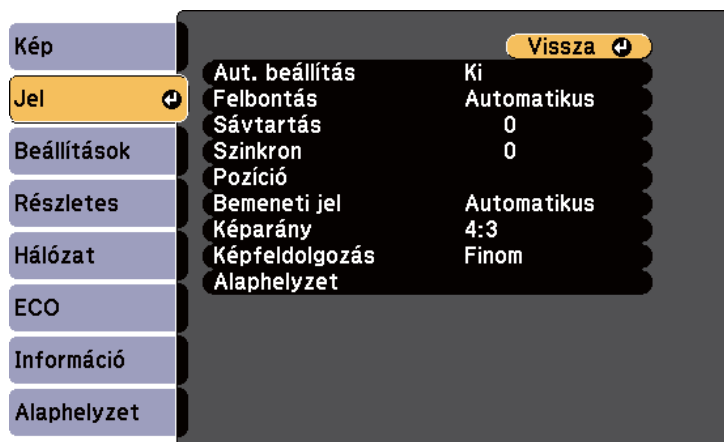 Kép
Jel
Beállítások
Részletes
Hálózat
ECO
Információ
Alaphelyzet
Vissza
Aut. beállítás Ki
Felbontás Automatikus
Sávtartás 0
Szinkron 0
Pozíció
Bemeneti jel Automatikus
Képarány 4:3
Képfeldolgozás Finom
Alaphelyzet